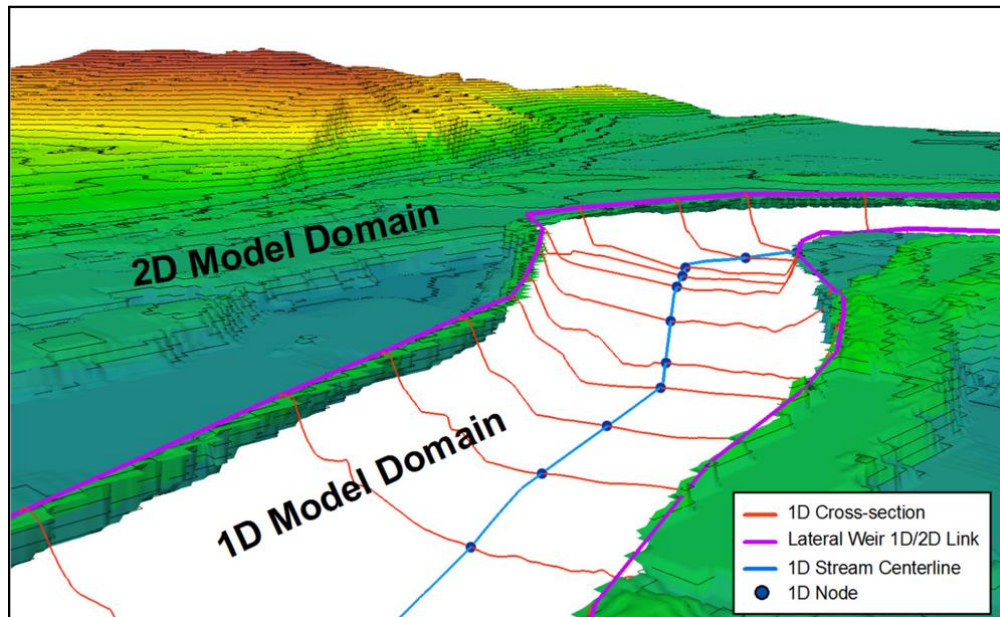 2D Model Domain
1D Model Domain
1D Cross-section
Lateral Weir 1D/2D Link
1D Stream Centerline
1D Node